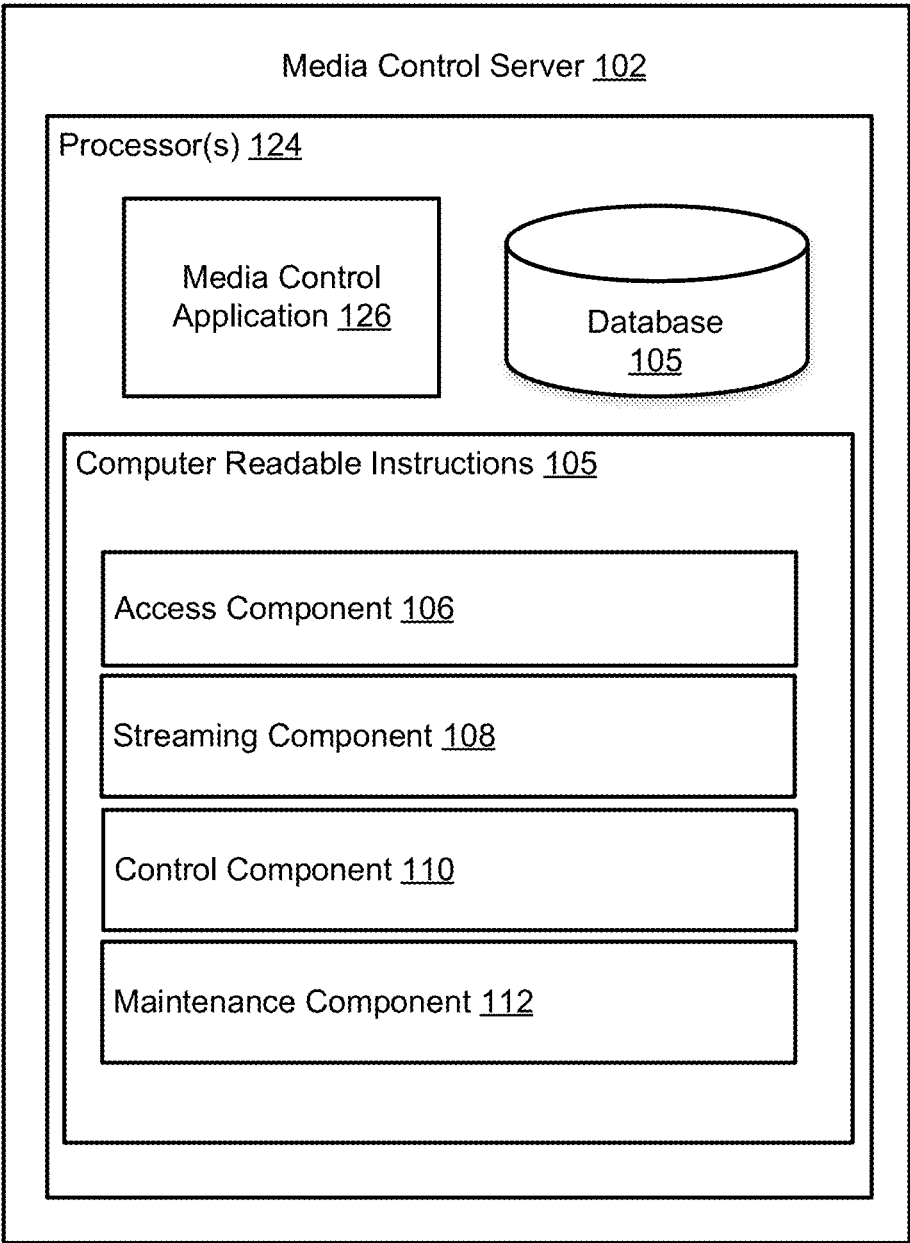 Media Control Server 102
Processor(s) 124
Media Control
Application 126
Database
105
Computer Readable Instructions 105
Access Component 106
Streaming Component 108
Control Component 110
Maintenance Component 112